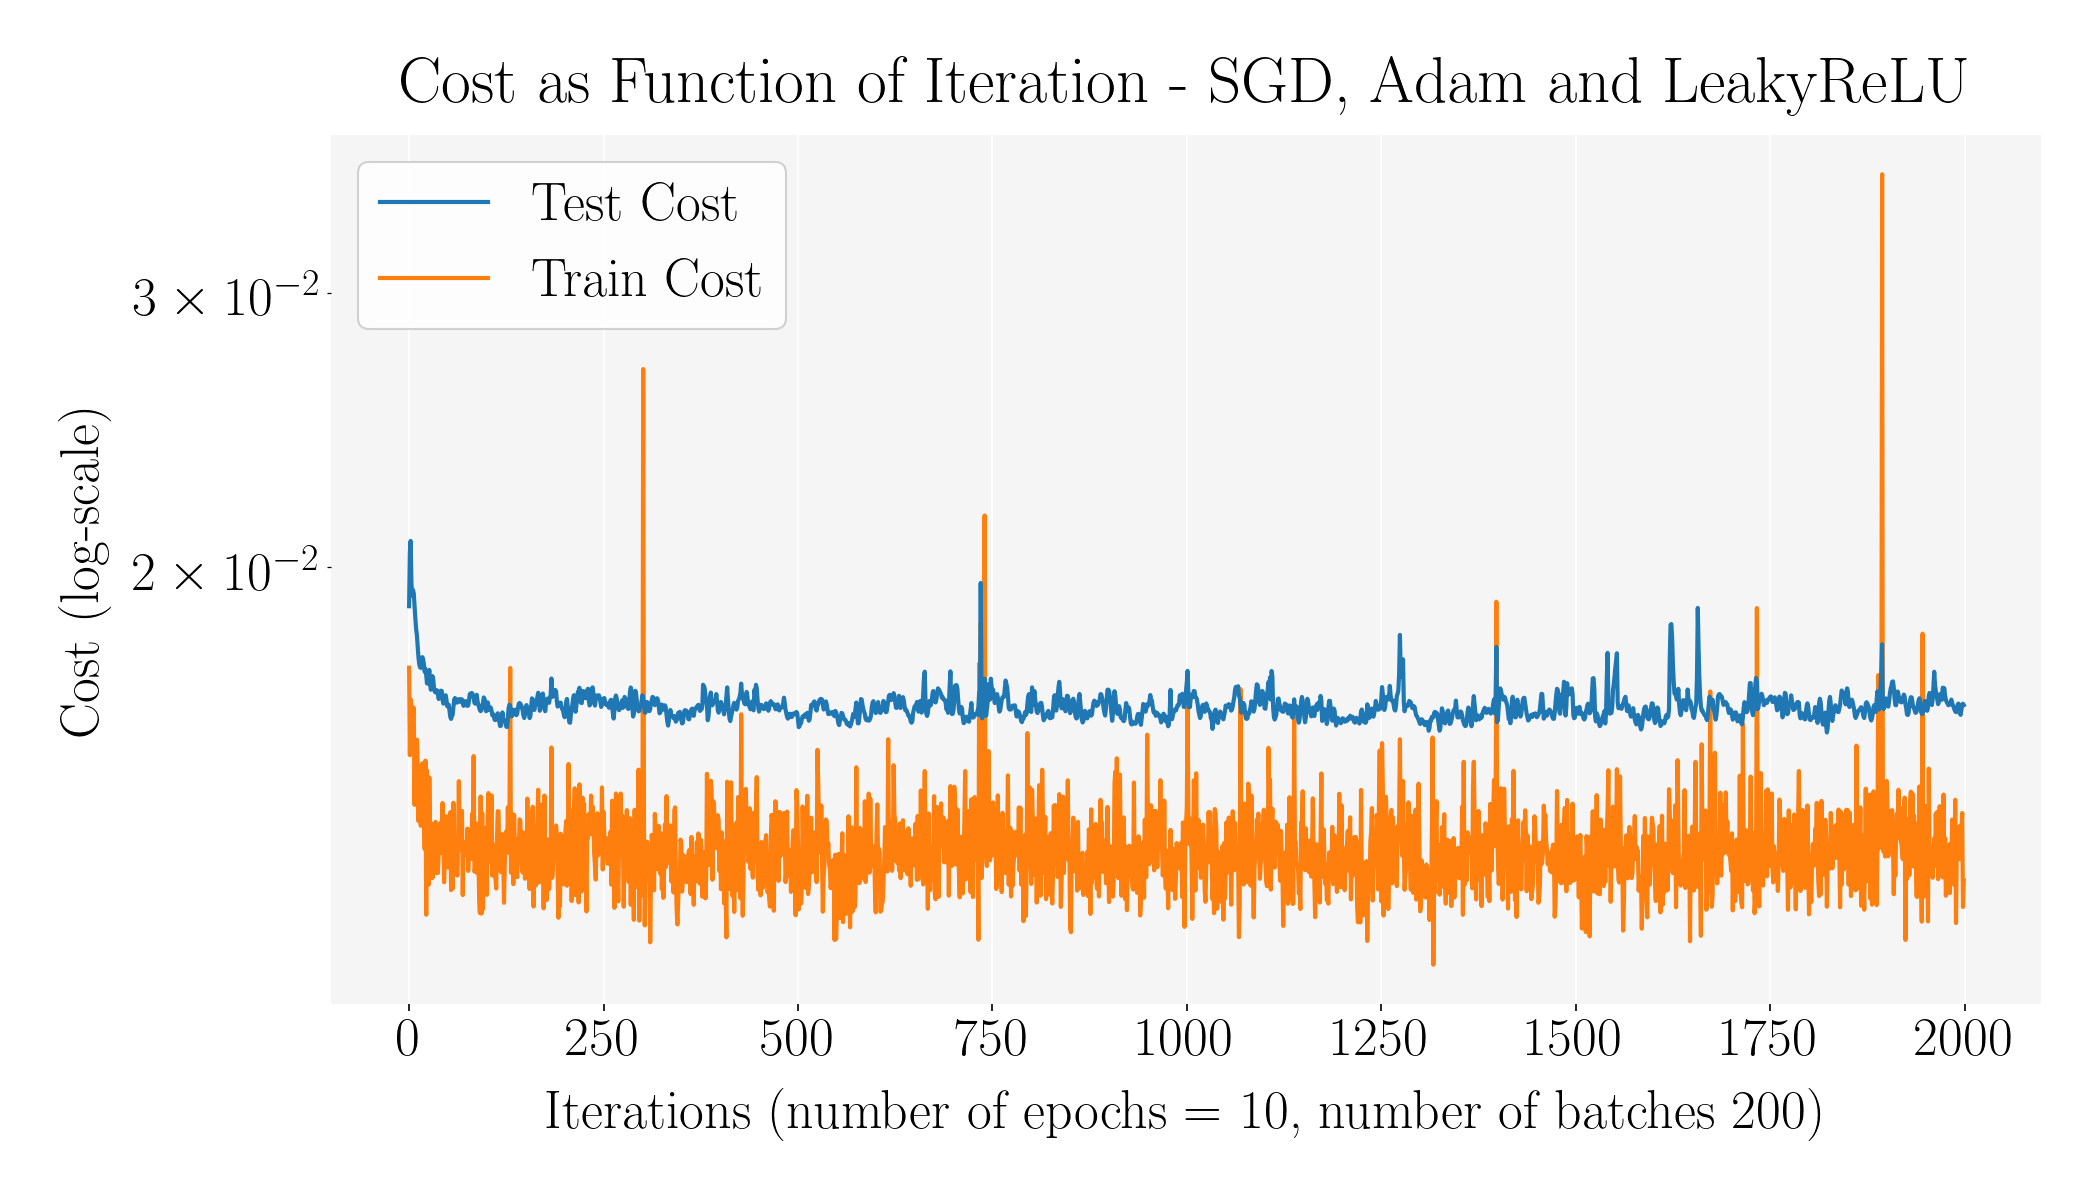 Cost as Function of Iteration - SGD, Adam and LeakyReLU
Test Cost
Train Cost
3 × 10⁻²
2 × 10⁻²
Cost (log-scale)
0 250 500 750 1000 1250 1500 1750 2000
Iterations (number of epochs = 10, number of batches 200)